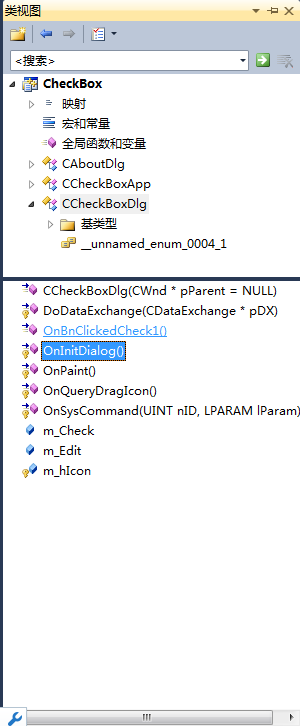 类视图
<搜索>
CheckBox
映射
宏和常量
全局函数和变量
CAboutDlg
CCheckBoxApp
CCheckBoxDlg
基类型
__unnamed_enum_0004_1
CCheckBoxDlg(CWnd * pParent = NULL)
DoDataExchange(CDataExchange * pDX)
OnBnClickedCheck1()
OnInitDialog()
OnPaint()
OnQueryDragIcon()
OnSysCommand(UINT nID, LPARAM lParam)
m_Check
m_Edit
m_hIcon